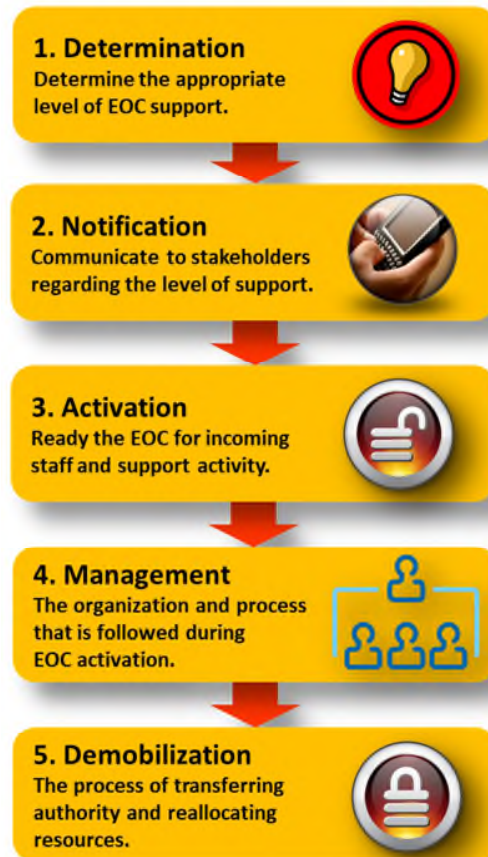 1. Determination
Determine the appropriate
level of EOC support.
2. Notification
Communicate to stakeholders
regarding the level of support.
3. Activation
Ready the EOC for incoming
staff and support activity.
4. Management
The organization and process
that is followed during
EOC activation.
5. Demobilization
The process of transferring
authority and reallocating
resources.